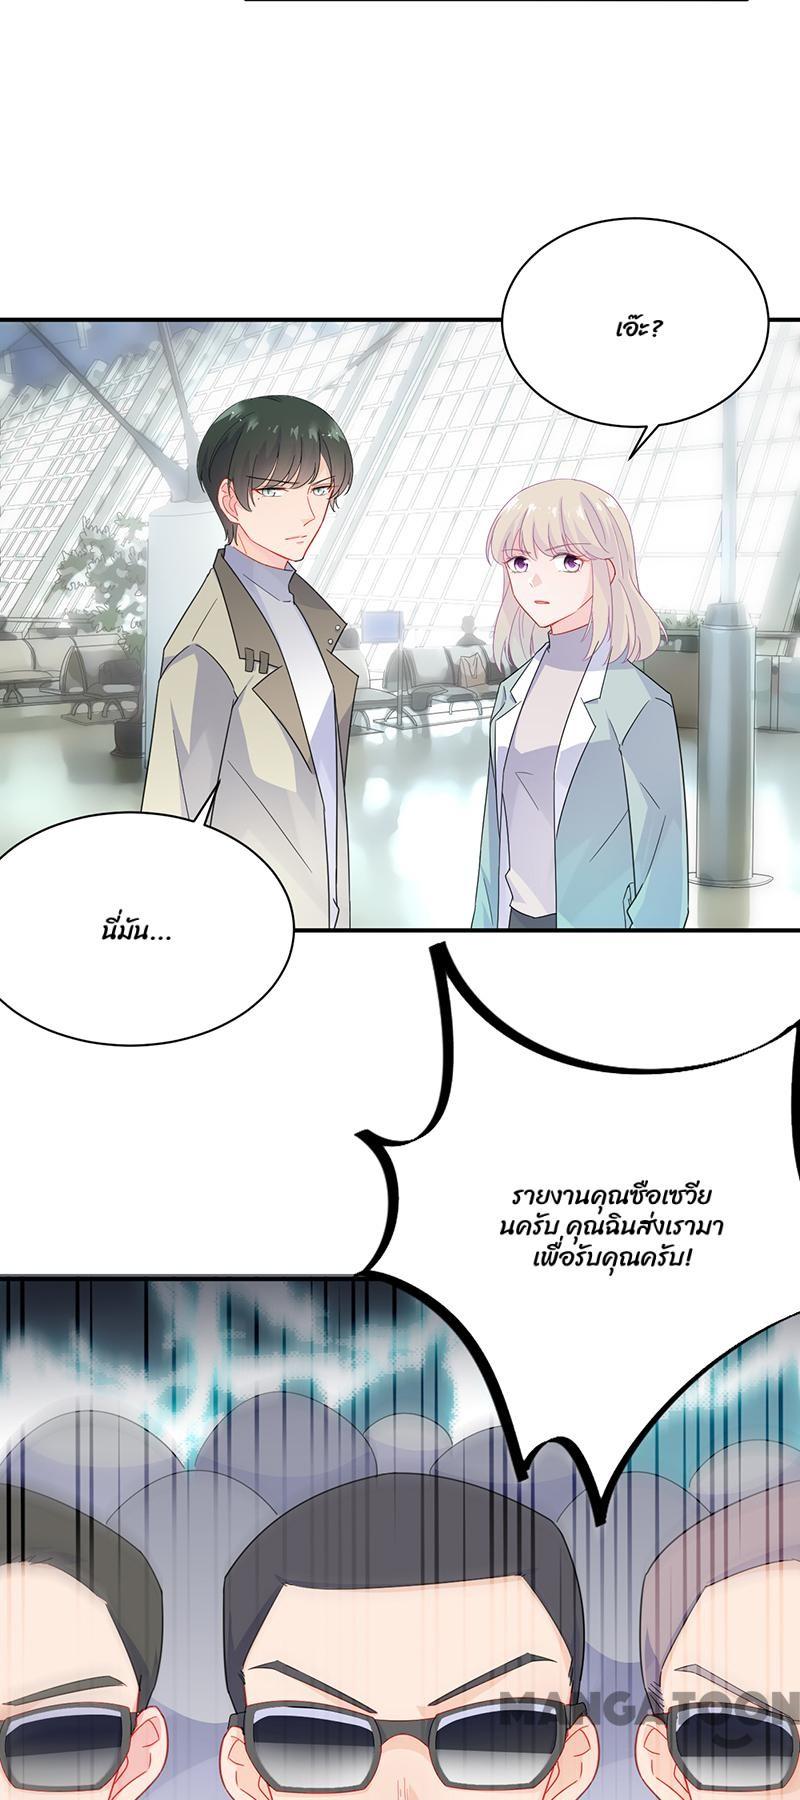 เอ๊ะ?
นี่มัน...
รายงานคุณซือเซวีย
นครับ คุณฉินส่งเรามา
เพื่อรับคุณครับ!
MANGATOON